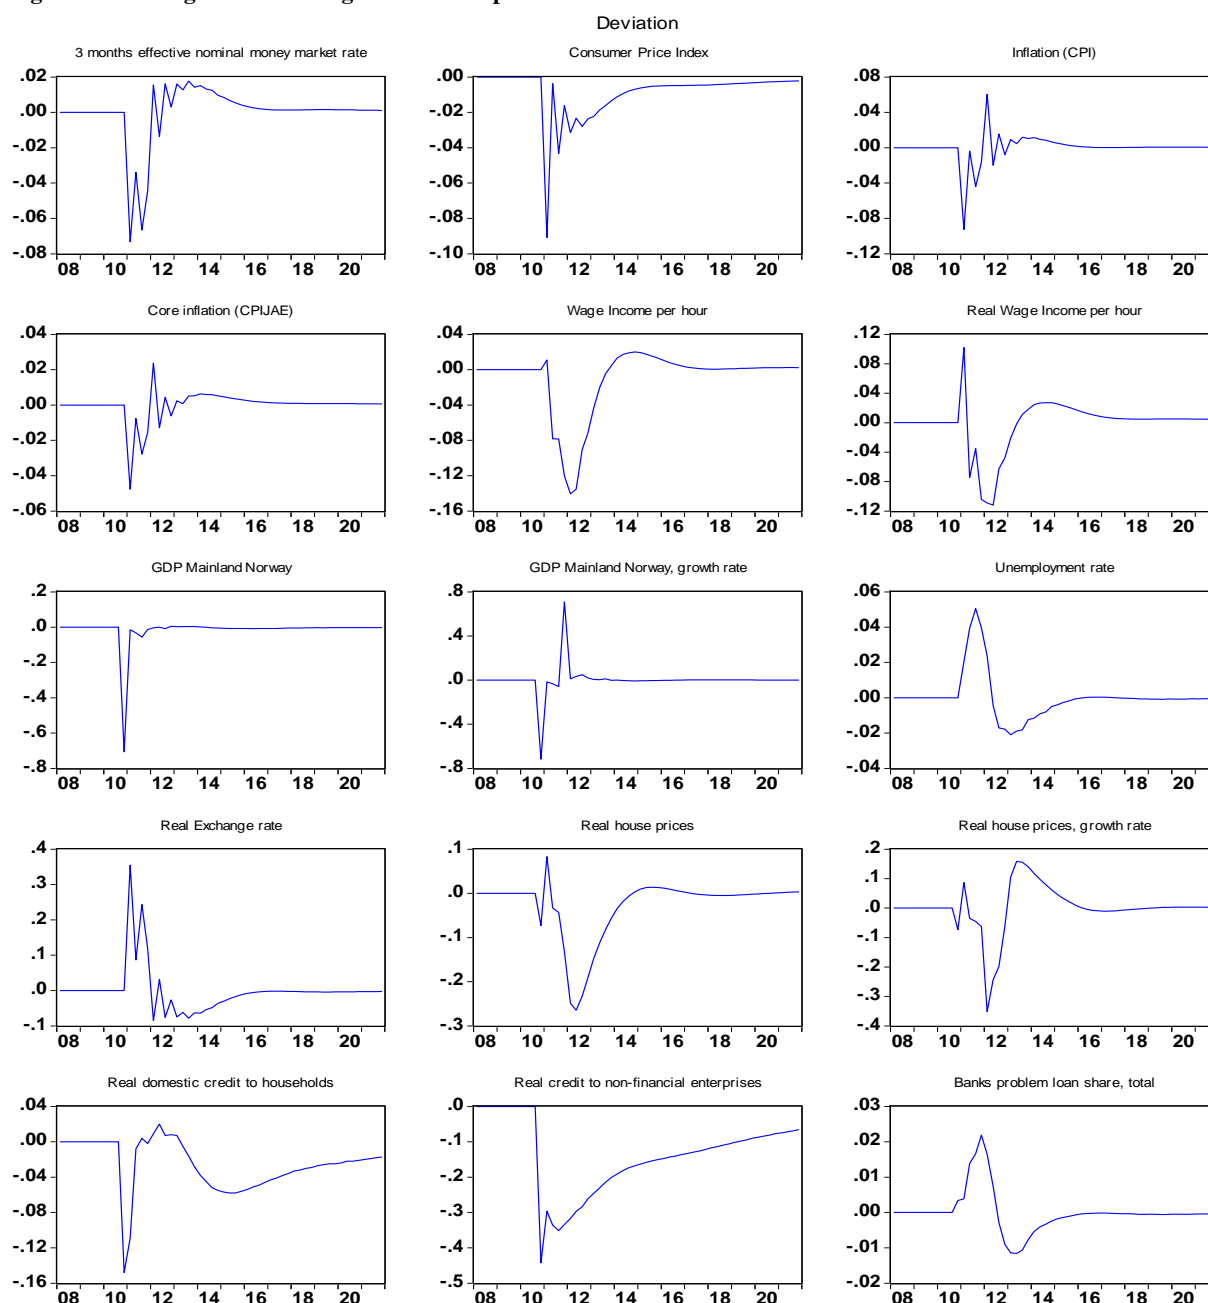 Deviation
3 months effective nominal money market rate
Consumer Price Index
Inflation (CPI)
.02
.00
-.02
-.04
-.06
-.08
08 10 12 14 16 18 20
.00
-.02
-.04
-.06
-.08
-.10
08 10 12 14 16 18 20
.08
.04
.00
-.04
-.08
-.12
08 10 12 14 16 18 20
Core inflation (CPIJAE)
Wage Income per hour
Real Wage Income per hour
.04
.02
.00
-.02
-.04
-.06
08 10 12 14 16 18 20
.04
.00
-.04
-.08
-.12
-.16
08 10 12 14 16 18 20
.12
.08
.04
.00
-.04
-.08
-.12
08 10 12 14 16 18 20
GDP Mainland Norway
GDP Mainland Norway, growth rate
Unemployment rate
.2
.0
-.2
-.4
-.6
-.8
08 10 12 14 16 18 20
.8
.4
.0
-.4
-.8
08 10 12 14 16 18 20
.06
.04
.02
.00
-.02
-.04
08 10 12 14 16 18 20
Real Exchange rate
Real house prices
Real house prices, growth rate
.4
.3
.2
.1
.0
-.1
08 10 12 14 16 18 20
.1
.0
-.1
-.2
-.3
08 10 12 14 16 18 20
.2
.1
.0
-.1
-.2
-.3
-.4
08 10 12 14 16 18 20
Real domestic credit to households
Real credit to non-financial enterprises
Banks problem loan share, total
.04
.00
-.04
-.08
-.12
-.16
08 10 12 14 16 18 20
.0
-.1
-.2
-.3
-.4
-.5
08 10 12 14 16 18 20
.03
.02
.01
.00
-.01
-.02
08 10 12 14 16 18 20